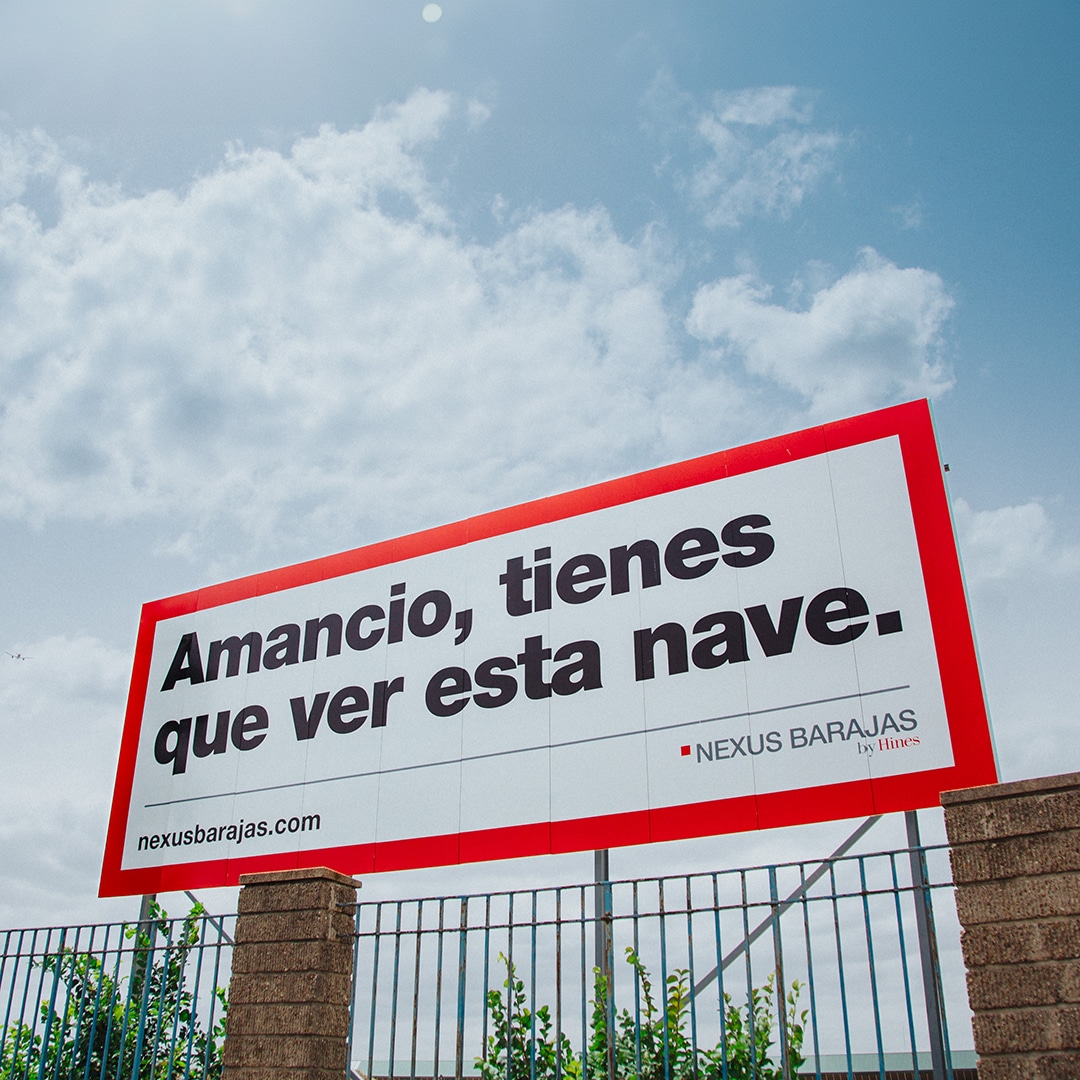 Amancio, tienes
que ver esta nave.
NEXUS BARAJAS
by Hines
nexusbarajas.com